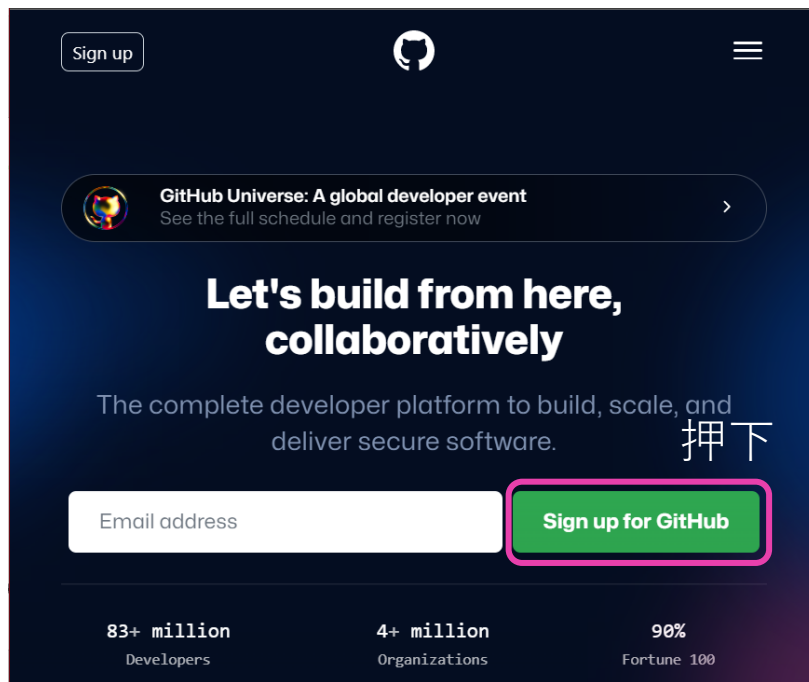 Sign up
GitHub Universe: A global developer event
See the full schedule and register now
Let's build from here,
collaboratively
The complete developer platform to build, scale, and
deliver secure software.
押下
Email address
Sign up for GitHub
83+ million
Developers
4+ million
Organizations
90%
Fortune 100